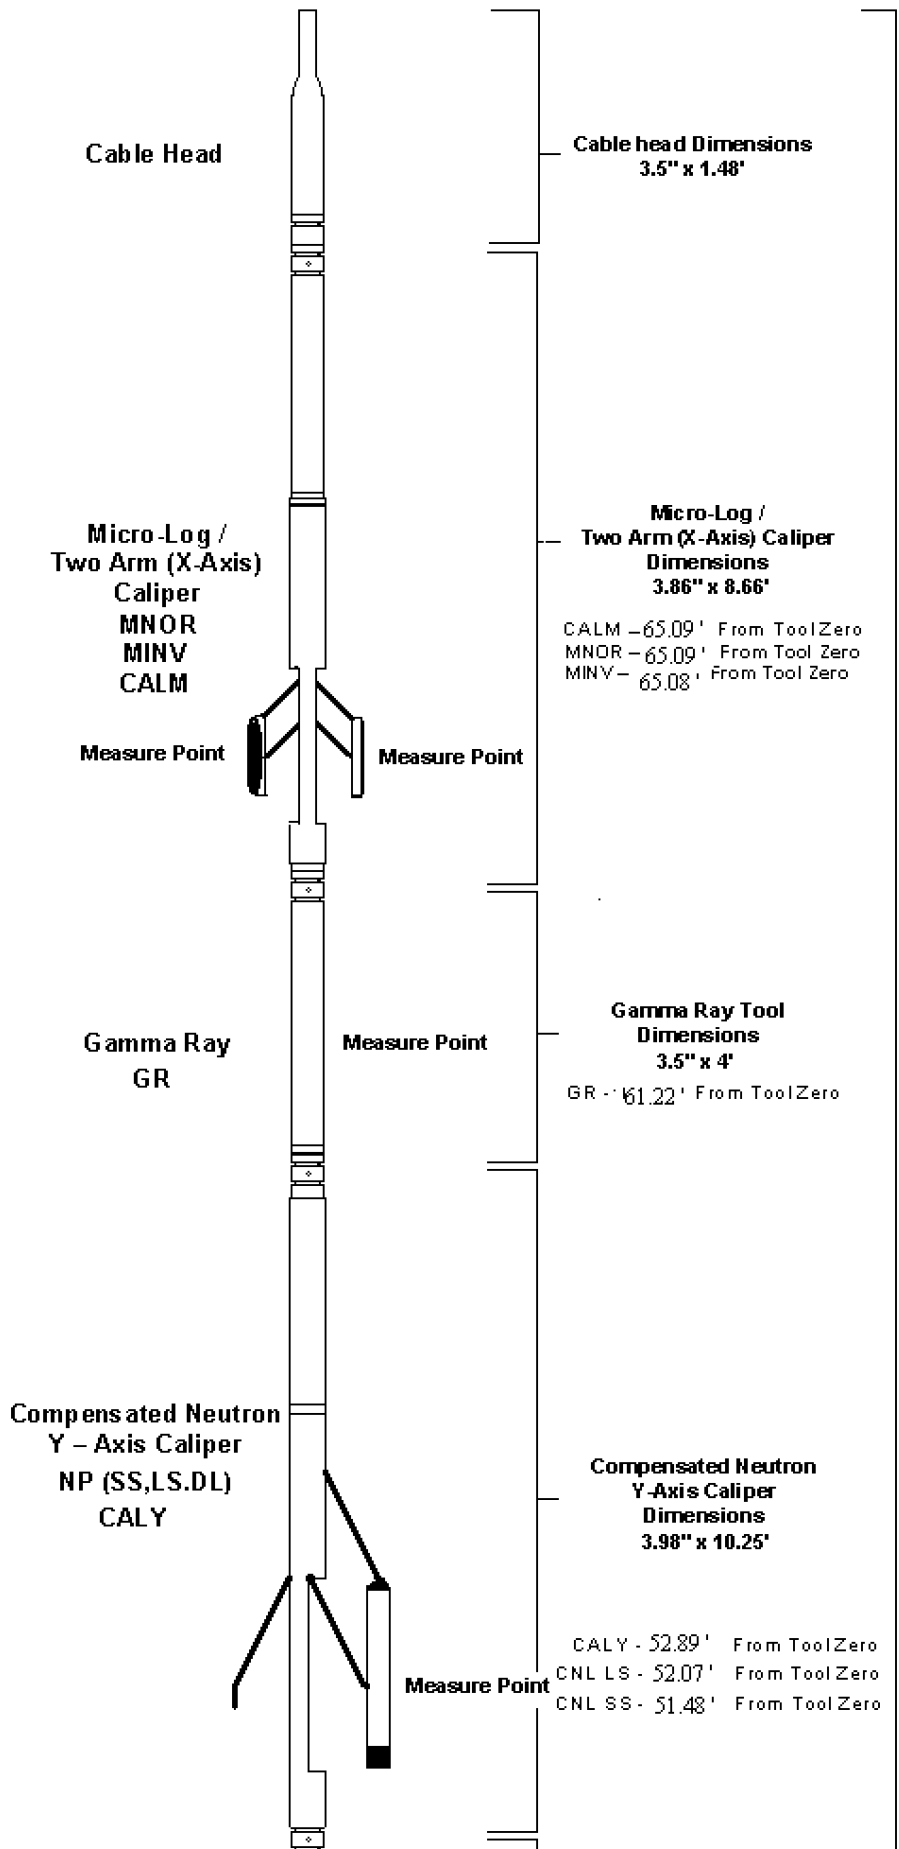 Cable Head
Cable head Dimensions
3.5" x 1.48'
Micro-Log /
Two Arm (X-Axis)
Caliper
MNOR
MINV
CALM
Micro-Log /
Two Arm (X-Axis) Caliper
Dimensions
3.86" x 8.66'
CALM – 65.09' From Tool Zero
MNOR – 65.09' From Tool Zero
MINV – 65.08' From Tool Zero
Measure Point
Measure Point
Gamma Ray
GR
Measure Point
Gamma Ray Tool
Dimensions
3.5" x 4'
GR - 61.22' From Tool Zero
Compensated Neutron
Y – Axis Caliper
NP (SS,LS.DL)
CALY
Compensated Neutron
Y-Axis Caliper
Dimensions
3.98" x 10.25'
CALY - 52.89' From Tool Zero
CNL LS - 52.07' From Tool Zero
CNL SS - 51.48' From Tool Zero
Measure Point